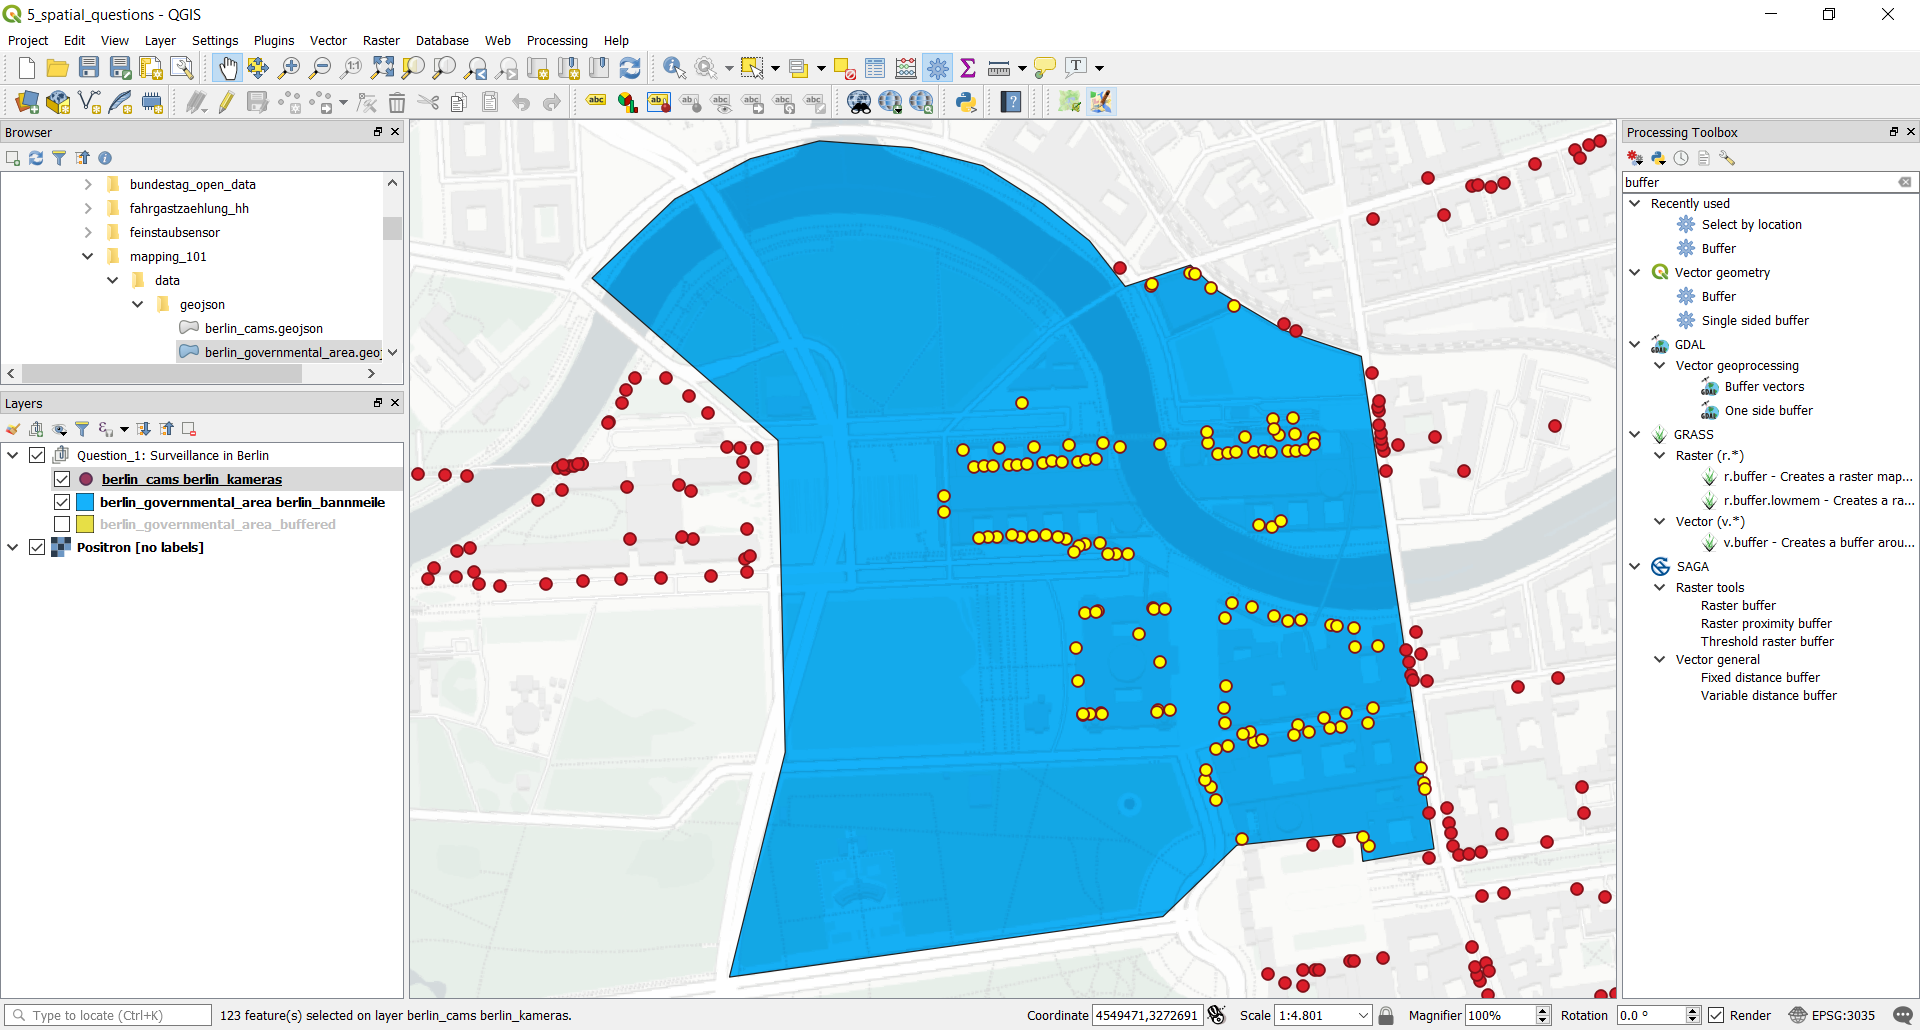 5_spatial_questions - QGIS
Project Edit View Layer Settings Plugins Vector Raster Database Web Processing Help
Browser
bundestag_open_data
fahrgastzaehlung_hh
feinstaubsensor
mapping_101
data
geojson
berlin_cams.geojson
berlin_governmental_area.geoj
Layers
Question_1: Surveillance in Berlin
berlin_cams berlin_kameras
berlin_governmental_area berlin_bannmeile
berlin_governmental_area_buffered
Positron [no labels]
Processing Toolbox
buffer
Recently used
Select by location
Buffer
Vector geometry
Buffer
Single sided buffer
GDAL
Vector geoprocessing
Buffer vectors
One side buffer
GRASS
Raster (r.*)
r.buffer - Creates a raster map...
r.buffer.lowmem - Creates a ra...
Vector (v.*)
v.buffer - Creates a buffer arou...
SAGA
Raster tools
Raster buffer
Raster proximity buffer
Threshold raster buffer
Vector general
Fixed distance buffer
Variable distance buffer
Type to locate (Ctrl+K) 123 feature(s) selected on layer berlin_cams berlin_kameras. Coordinate 4549471,3272691 Scale 1:4.801 Magnifier 100% Rotation 0.0 ° Render EPSG:3035